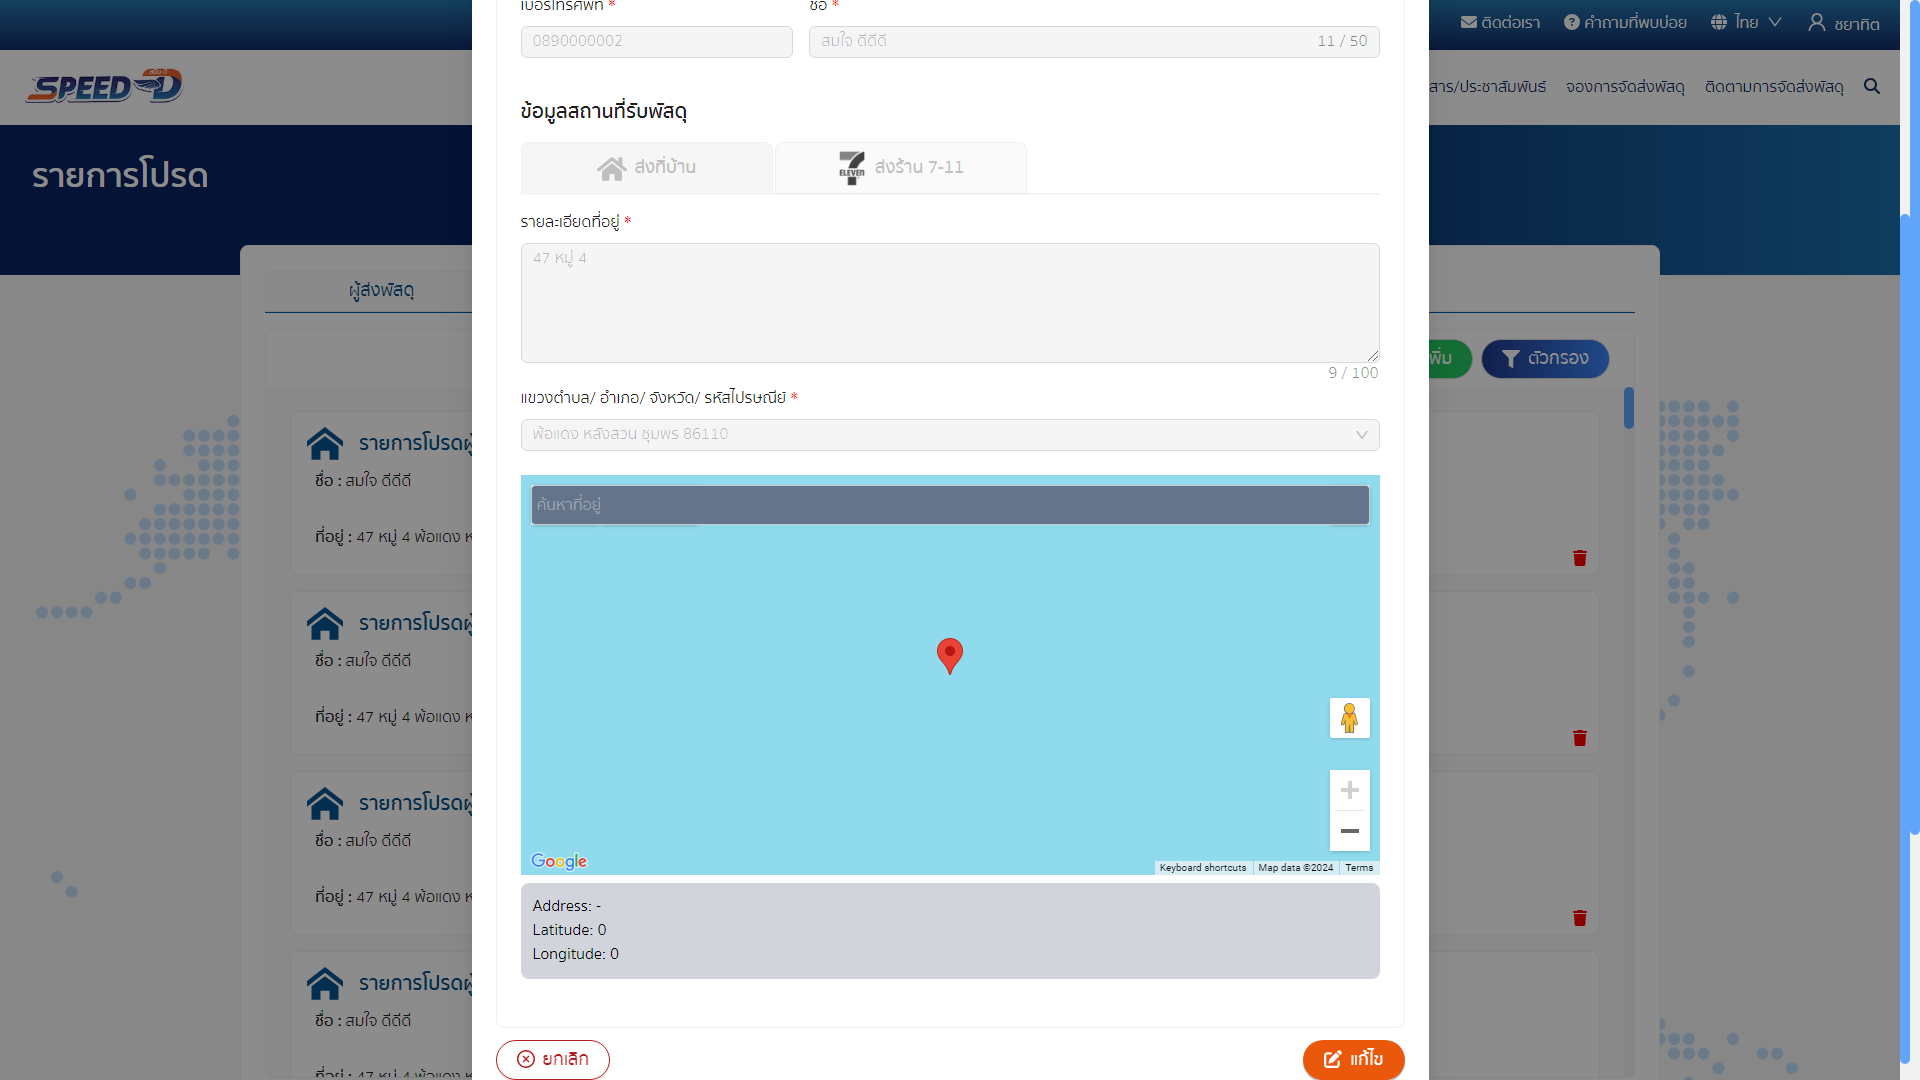 เบอร์โทรศัพท์ *
ชื่อ *
ติดต่อเรา
คำถามที่พบบ่อย
ไทย
ชยาทิต
0890000002
สมใจ ดีดีดี
11 / 50
SPEED-D
สาร/ประชาสัมพันธ์
จองการจัดส่งพัสดุ
ติดตามการจัดส่งพัสดุ
ข้อมูลสถานที่รับพัสดุ
รายการโปรด
ส่งที่บ้าน
ELEVEN
ส่งร้าน 7-11
รายละเอียดที่อยู่ *
47 หมู่ 4
ผู้ส่งพัสดุ
ตัวกรอง
9 / 100
แขวงตำบล/ อำเภอ/ จังหวัด/ รหัสไปรษณีย์ *
พ้อแดง หลังสวน ชุมพร 86110
รายการโปรดผู้
ชื่อ : สมใจ ดีดีดี
ที่อยู่ : 47 หมู่ 4 พ้อแดง ห
ค้นหาที่อยู่
รายการโปรดผู้
ชื่อ : สมใจ ดีดีดี
ที่อยู่ : 47 หมู่ 4 พ้อแดง ห
รายการโปรดผู้
ชื่อ : สมใจ ดีดีดี
ที่อยู่ : 47 หมู่ 4 พ้อแดง ห
Google
Keyboard shortcuts
Map data ©2024
Terms
Address: -
Latitude: 0
Longitude: 0
รายการโปรดผู้
ชื่อ : สมใจ ดีดีดี
ที่อยู่ : 47 หมู่ 4 พ้อแดง ห
ยกเลิก
แก้ไข